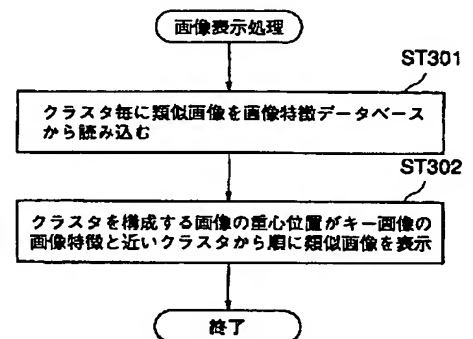 画像表示処理
ST301
クラスタ毎に類似画像を画像特徴データベース
から読み込む
ST302
クラスタを構成する画像の重心位置がキー画像の
画像特徴と近いクラスタから順に類似画像を表示
終了